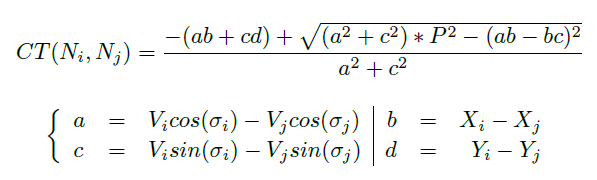 CT(N_i, N_j) = \frac{-(ab + cd) + \sqrt{(a^2 + c^2) * P^2 - (ab - bc)^2}}{a^2 + c^2}
a = V_i cos(σ_i) − V_j cos(σ_j) | b = X_i − X_j
c = V_i sin(σ_i) − V_j sin(σ_j) | d = Y_i − Y_j